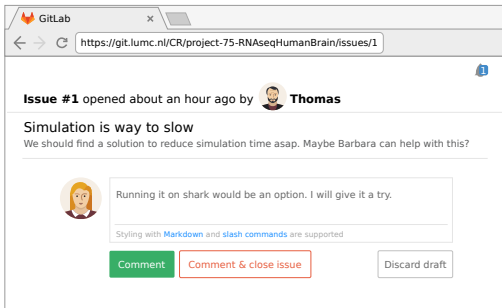 GitLab ×
https://git.lumc.nl/CR/project-75-RNAseqHumanBrain/issues/1
1
Issue #1 opened about an hour ago by Thomas
Simulation is way to slow
We should find a solution to reduce simulation time asap. Maybe Barbara can help with this?
Running it on shark would be an option. I will give it a try.
Styling with Markdown and slash commands are supported
Comment Comment & close issue Discard draft